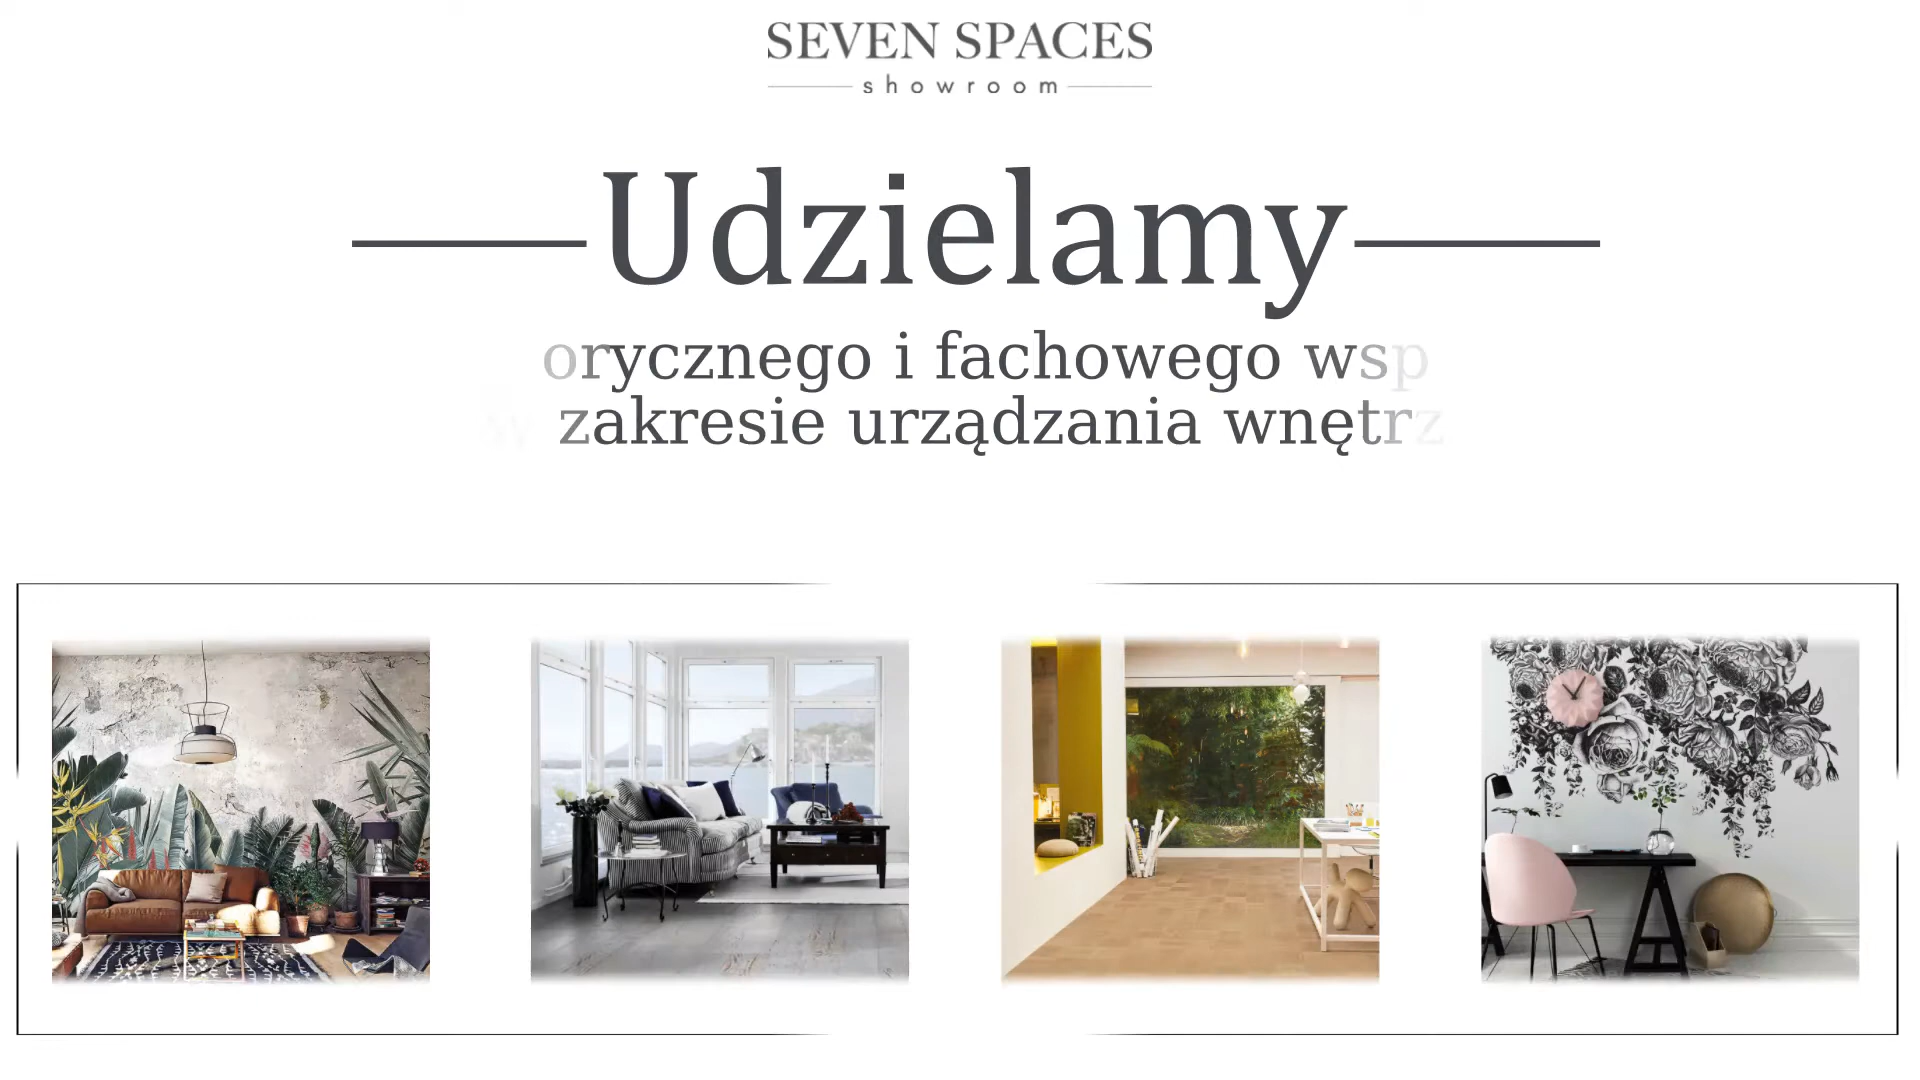 SEVEN SPACES
showroom
Udzielamy
orycznego i fachowego wsp
w zakresie urządzania wnętrz